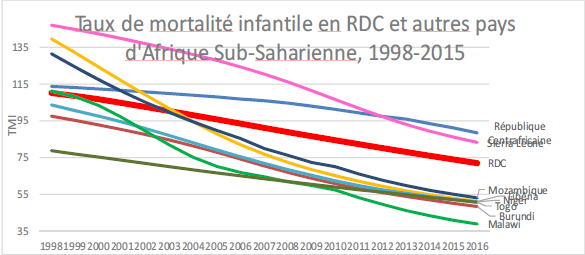 Taux de mortalité infantile en RDC et autres pays
d'Afrique Sub-Saharienne, 1998-2015
135
115
95
75
55
35
TMI
1998 1999 2000 2001 2002 2003 2004 2005 2006 2007 2008 2009 2010 2011 2012 2013 2014 2015 2016
République
Centrafricaine
Sierra Leone
RDC
Mozambique
Niger
Togo
Burundi
Malawi